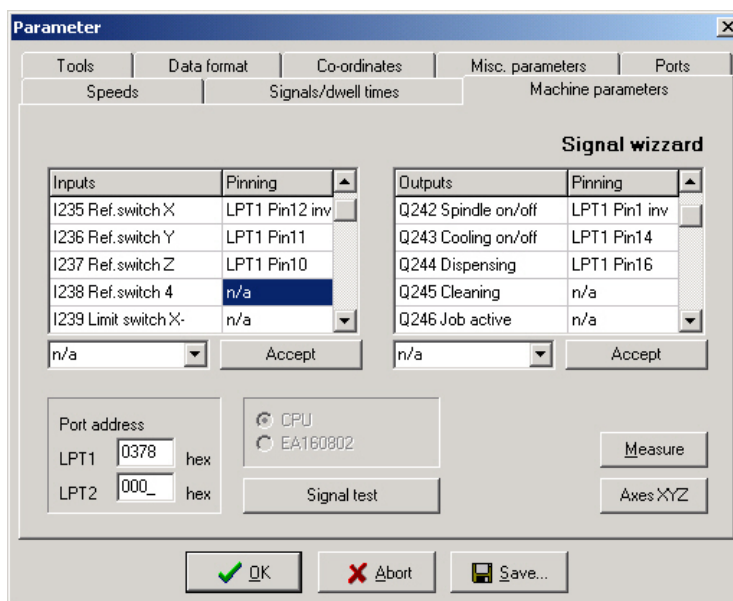 Parameter
Tools Data format Co-ordinates Misc. parameters Ports
Speeds Signals/dwell times Machine parameters
Signal wizzard
Inputs Pinning Outputs Pinning
I235 Ref.switch X LPT1 Pin12 inv Q242 Spindle on/off LPT1 Pin1 inv
I236 Ref.switch Y LPT1 Pin11 Q243 Cooling on/off LPT1 Pin14
I237 Ref.switch Z LPT1 Pin10 Q244 Dispensing LPT1 Pin16
I238 Ref.switch 4 n/a Q245 Cleaning n/a
I239 Limit switch X- n/a Q246 Job active n/a
n/a Accept n/a Accept
Port address CPU
LPT1 0378 hex EA160802 Measure
LPT2 000_ hex Signal test Axes XYZ
OK Abort Save...